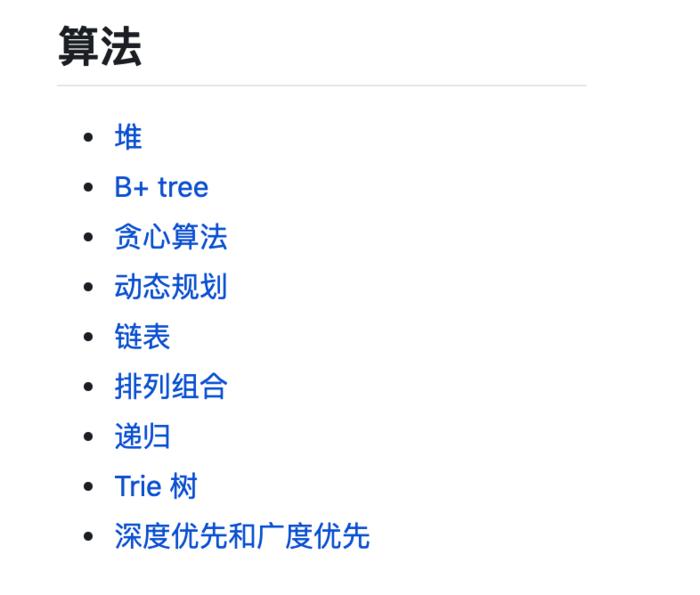 算法
堆
B+ tree
贪心算法
动态规划
链表
排列组合
递归
Trie 树
深度优先和广度优先